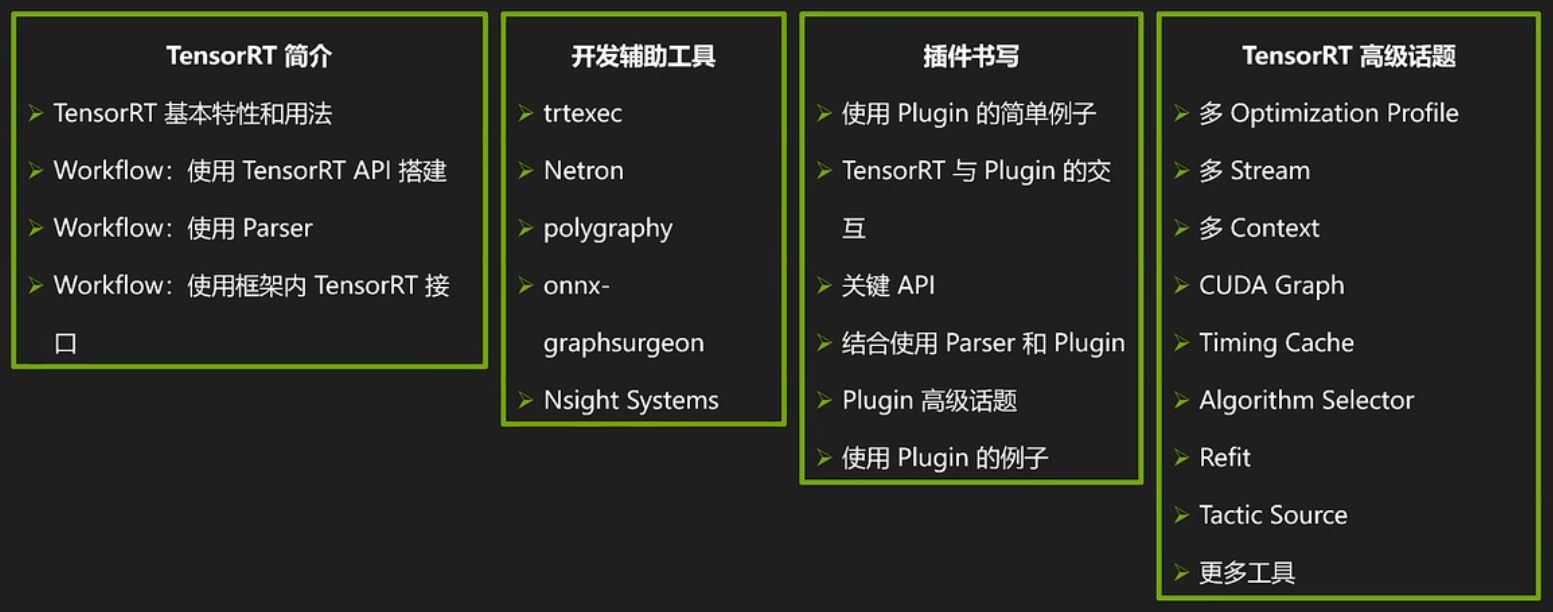 TensorRT 简介
TensorRT 基本特性和用法
Workflow：使用 TensorRT API 搭建
Workflow：使用 Parser
Workflow：使用框架内 TensorRT 接
口
开发辅助工具
trtexec
Netron
polygraphy
onnx-
graphsurgeon
Nsight Systems
插件书写
使用 Plugin 的简单例子
TensorRT 与 Plugin 的交
互
关键 API
结合使用 Parser 和 Plugin
Plugin 高级话题
使用 Plugin 的例子
TensorRT 高级话题
多 Optimization Profile
多 Stream
多 Context
CUDA Graph
Timing Cache
Algorithm Selector
Refit
Tactic Source
更多工具